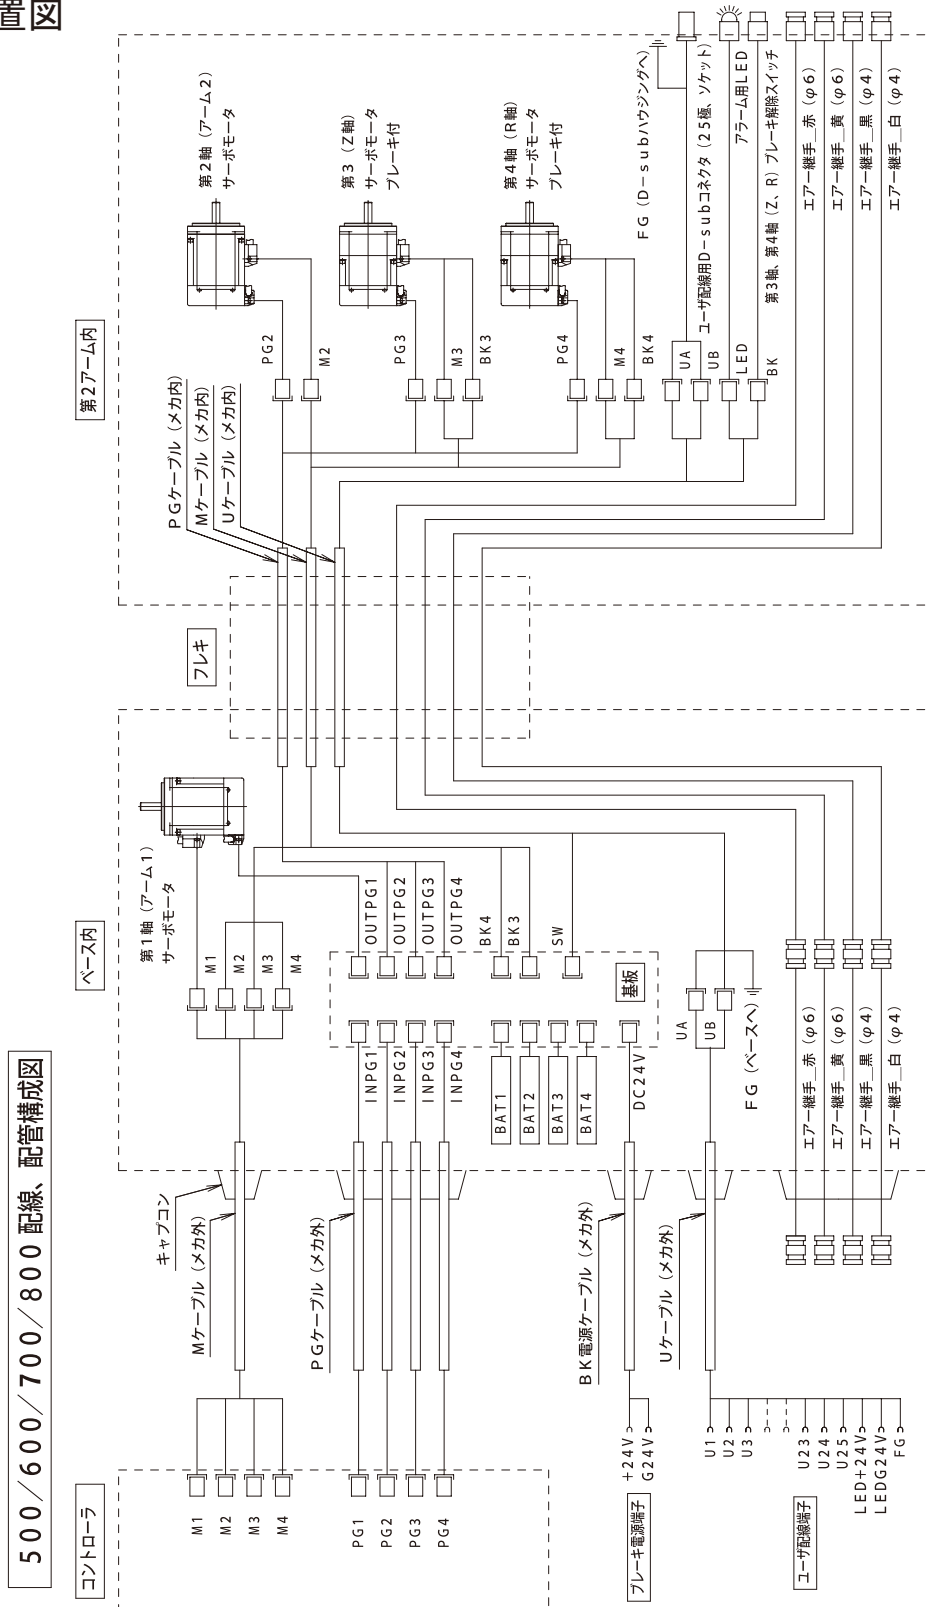 置図
500/600/700/800 配線、配管構成図
コントローラ
M1
M2
M3
M4
PG1
PG2
PG3
PG4
ブレーキ電源端子
+24V
G24V
ユーザ配線端子
U1
U2
U3
U23
U24
U25
LED+24V
LEDG24V
FG
キャプコン
Mケーブル（メカ外）
PGケーブル（メカ外）
BK電源ケーブル（メカ外）
Uケーブル（メカ外）
ベース内
第1軸（アーム1）
サーボモータ
M1
M2
M3
M4
INPG1
INPG2
INPG3
INPG4
BAT1
BAT2
BAT3
BAT4
DC24V
基板
OUTPG1
OUTPG2
OUTPG3
OUTPG4
BK4
BK3
SW
UA
UB
FG（ベースへ）
エアー継手_赤（φ6）
エアー継手_黄（φ6）
エアー継手_黒（φ4）
エアー継手_白（φ4）
フレキ
第2アーム内
PGケーブル（メカ内）
Mケーブル（メカ内）
Uケーブル（メカ内）
第2軸（アーム2）
サーボモータ
PG2
M2
第3（Z軸）
サーボモータ
ブレーキ付
PG3
M3
BK3
第4軸（R軸）
サーボモータ
ブレーキ付
PG4
M4
BK4
FG（D－subハウジングへ）
UA
UB
ユーザ配線用D－subコネクタ（25極、ソケット）
LED
アラーム用LED
BK
第3軸、第4軸（Z、R）ブレーキ解除スイッチ
エアー継手_赤（φ6）
エアー継手_黄（φ6）
エアー継手_黒（φ4）
エアー継手_白（φ4）